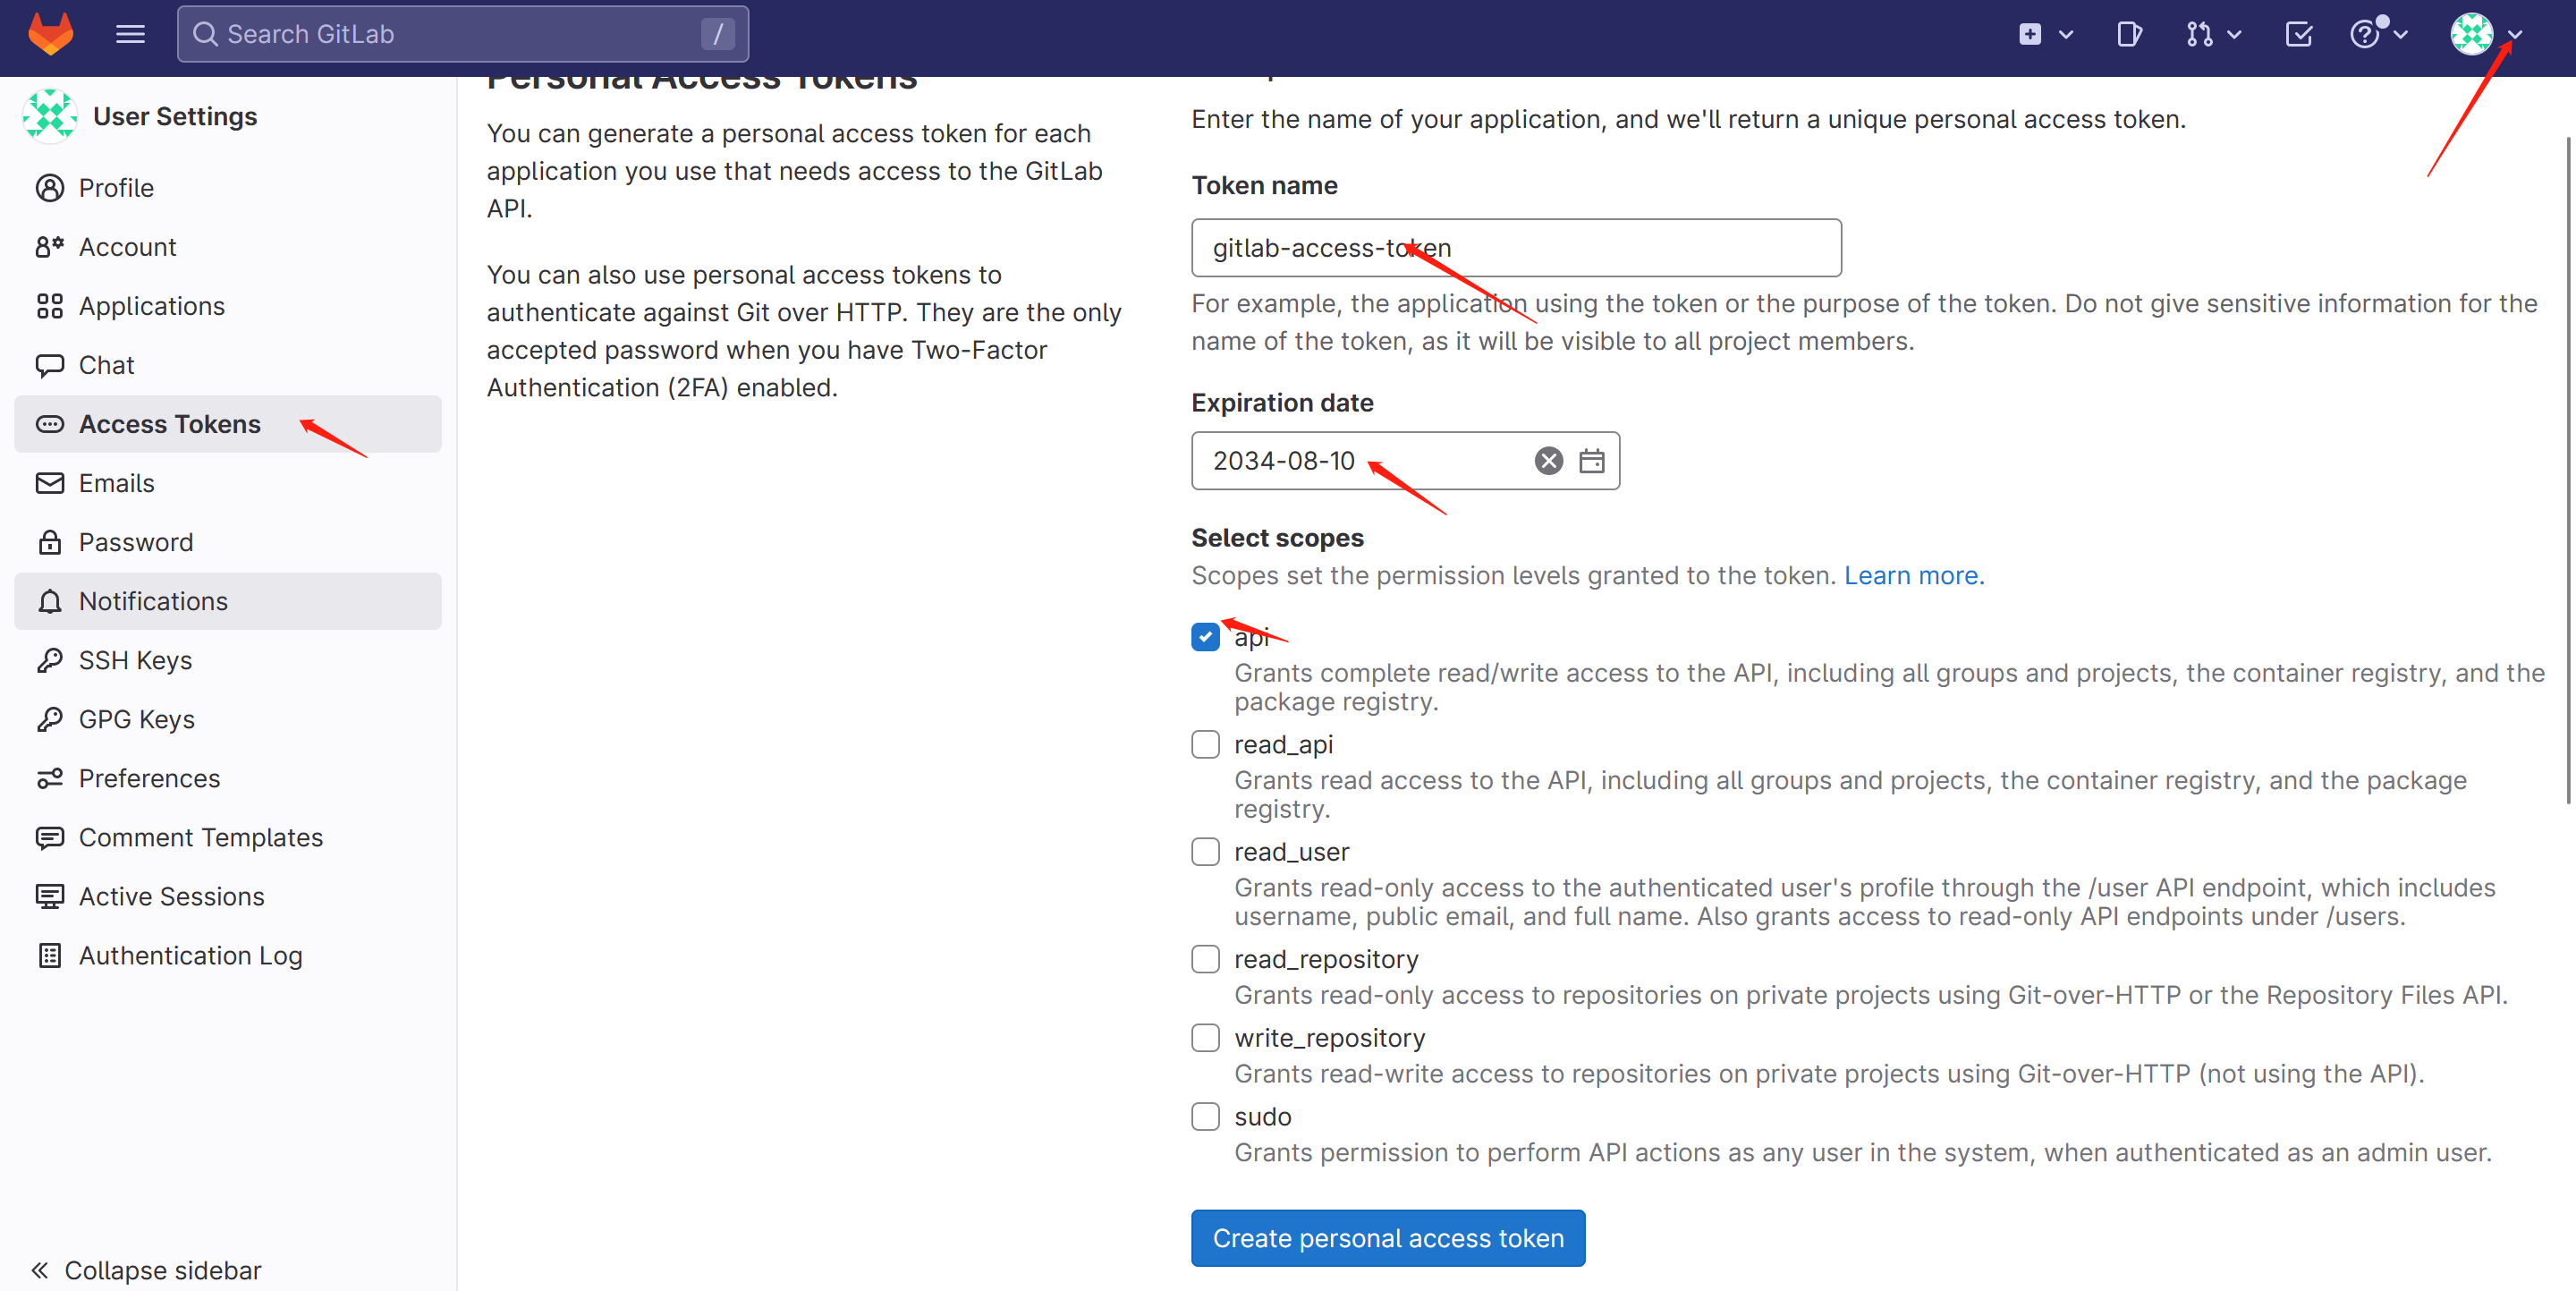 Search GitLab /
User Settings
Profile
Account
Applications
Chat
Access Tokens
Emails
Password
Notifications
SSH Keys
GPG Keys
Preferences
Comment Templates
Active Sessions
Authentication Log
Collapse sidebar
Personal Access Tokens
You can generate a personal access token for each
application you use that needs access to the GitLab
API.
You can also use personal access tokens to
authenticate against Git over HTTP. They are the only
accepted password when you have Two-Factor
Authentication (2FA) enabled.
Enter the name of your application, and we'll return a unique personal access token.
Token name
gitlab-access-token
For example, the application using the token or the purpose of the token. Do not give sensitive information for the
name of the token, as it will be visible to all project members.
Expiration date
2034-08-10
Select scopes
Scopes set the permission levels granted to the token. Learn more.
api
Grants complete read/write access to the API, including all groups and projects, the container registry, and the
package registry.
read_api
Grants read access to the API, including all groups and projects, the container registry, and the package
registry.
read_user
Grants read-only access to the authenticated user's profile through the /user API endpoint, which includes
username, public email, and full name. Also grants access to read-only API endpoints under /users.
read_repository
Grants read-only access to repositories on private projects using Git-over-HTTP or the Repository Files API.
write_repository
Grants read-write access to repositories on private projects using Git-over-HTTP (not using the API).
sudo
Grants permission to perform API actions as any user in the system, when authenticated as an admin user.
Create personal access token